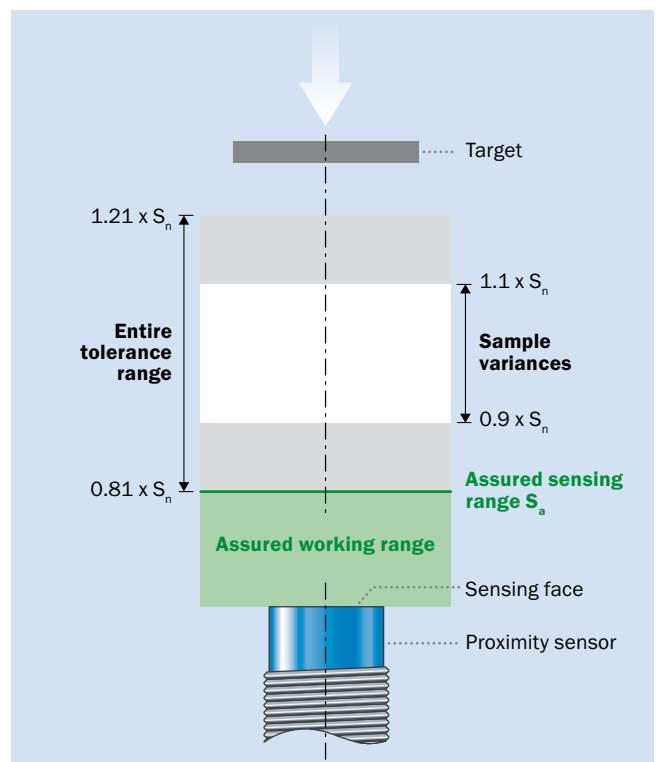 Target
1.21 x Sn
1.1 x Sn
Entire
tolerance
range
Sample
variances
0.9 x Sn
0.81 x Sn
Assured sensing
range Sa
Assured working range
Sensing face
Proximity sensor